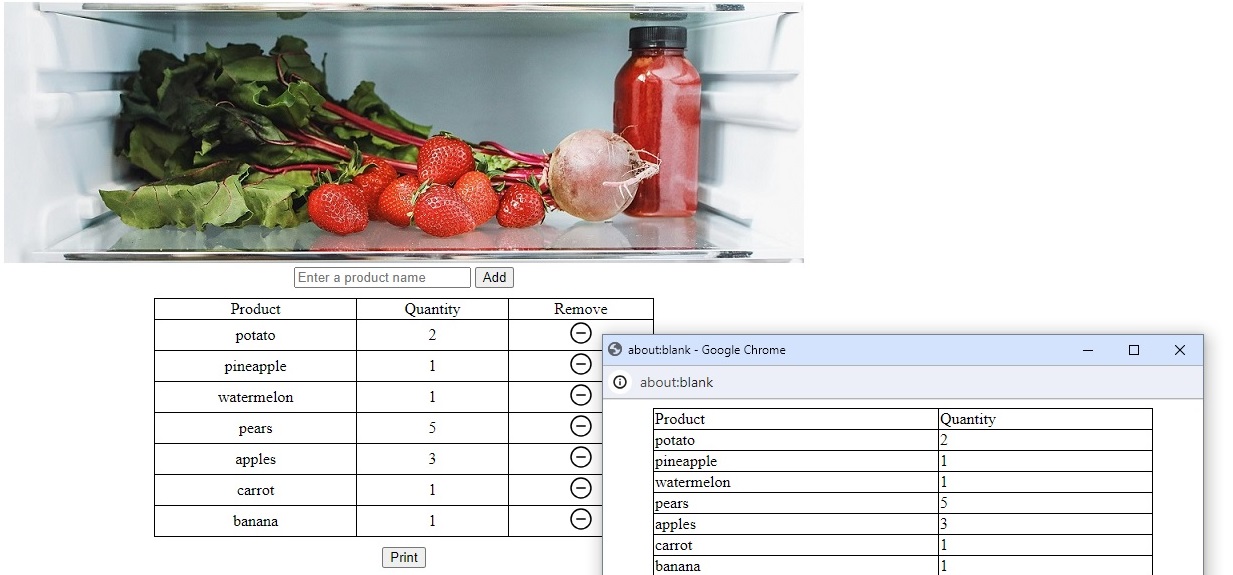 Enter a product name Add
Product Quantity Remove
potato 2
pineapple 1
watermelon 1
pears 5
apples 3
carrot 1
banana 1
Print
about:blank - Google Chrome
about:blank
Product Quantity
potato 2
pineapple 1
watermelon 1
pears 5
apples 3
carrot 1
banana 1